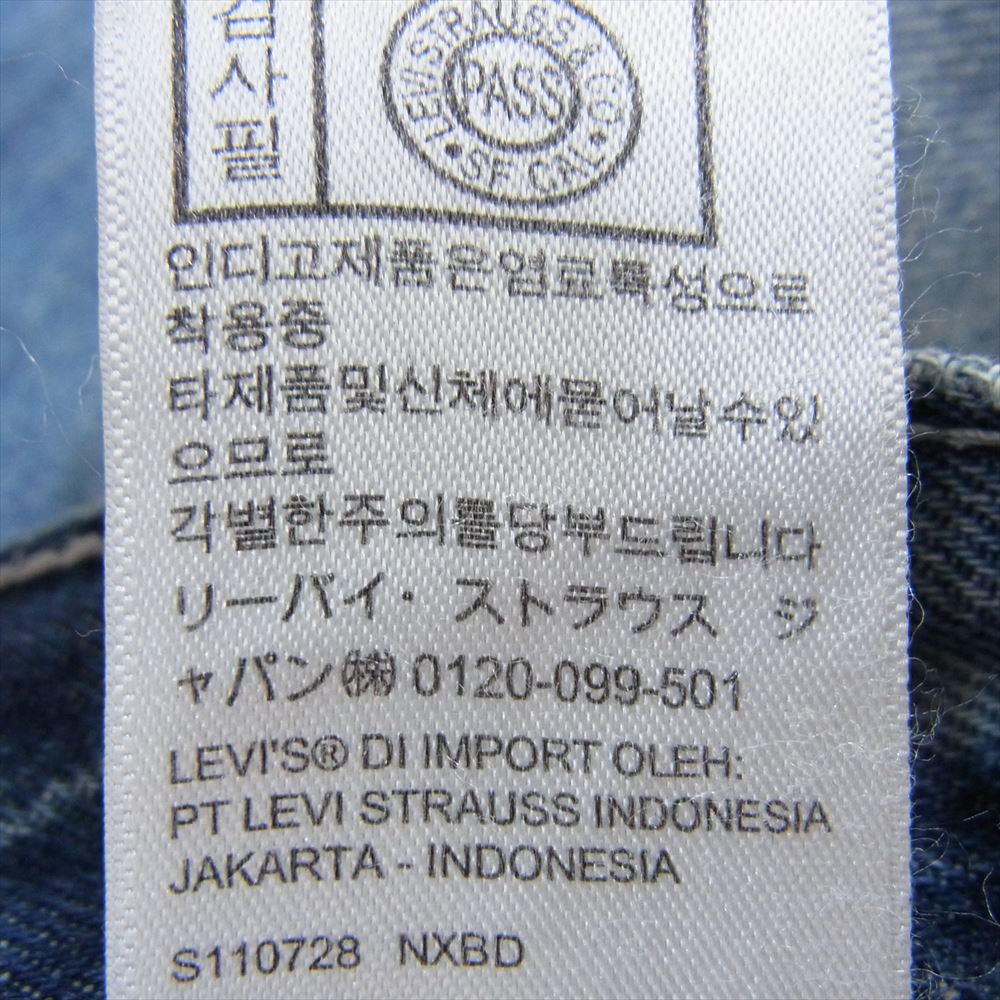 검사필
LEVI STRAUSS & CO.
PASS
• SF CAL •
인디고제품은염료특성으로
착용중
타제품및신체에묻어날수있
으므로
각별한주의를당부드립니다
リーバイ・ ストラウス ジ
ャパン㈱ 0120-099-501
LEVI'S® DI IMPORT OLEH:
PT LEVI STRAUSS INDONESIA
JAKARTA - INDONESIA
S110728 NXBD